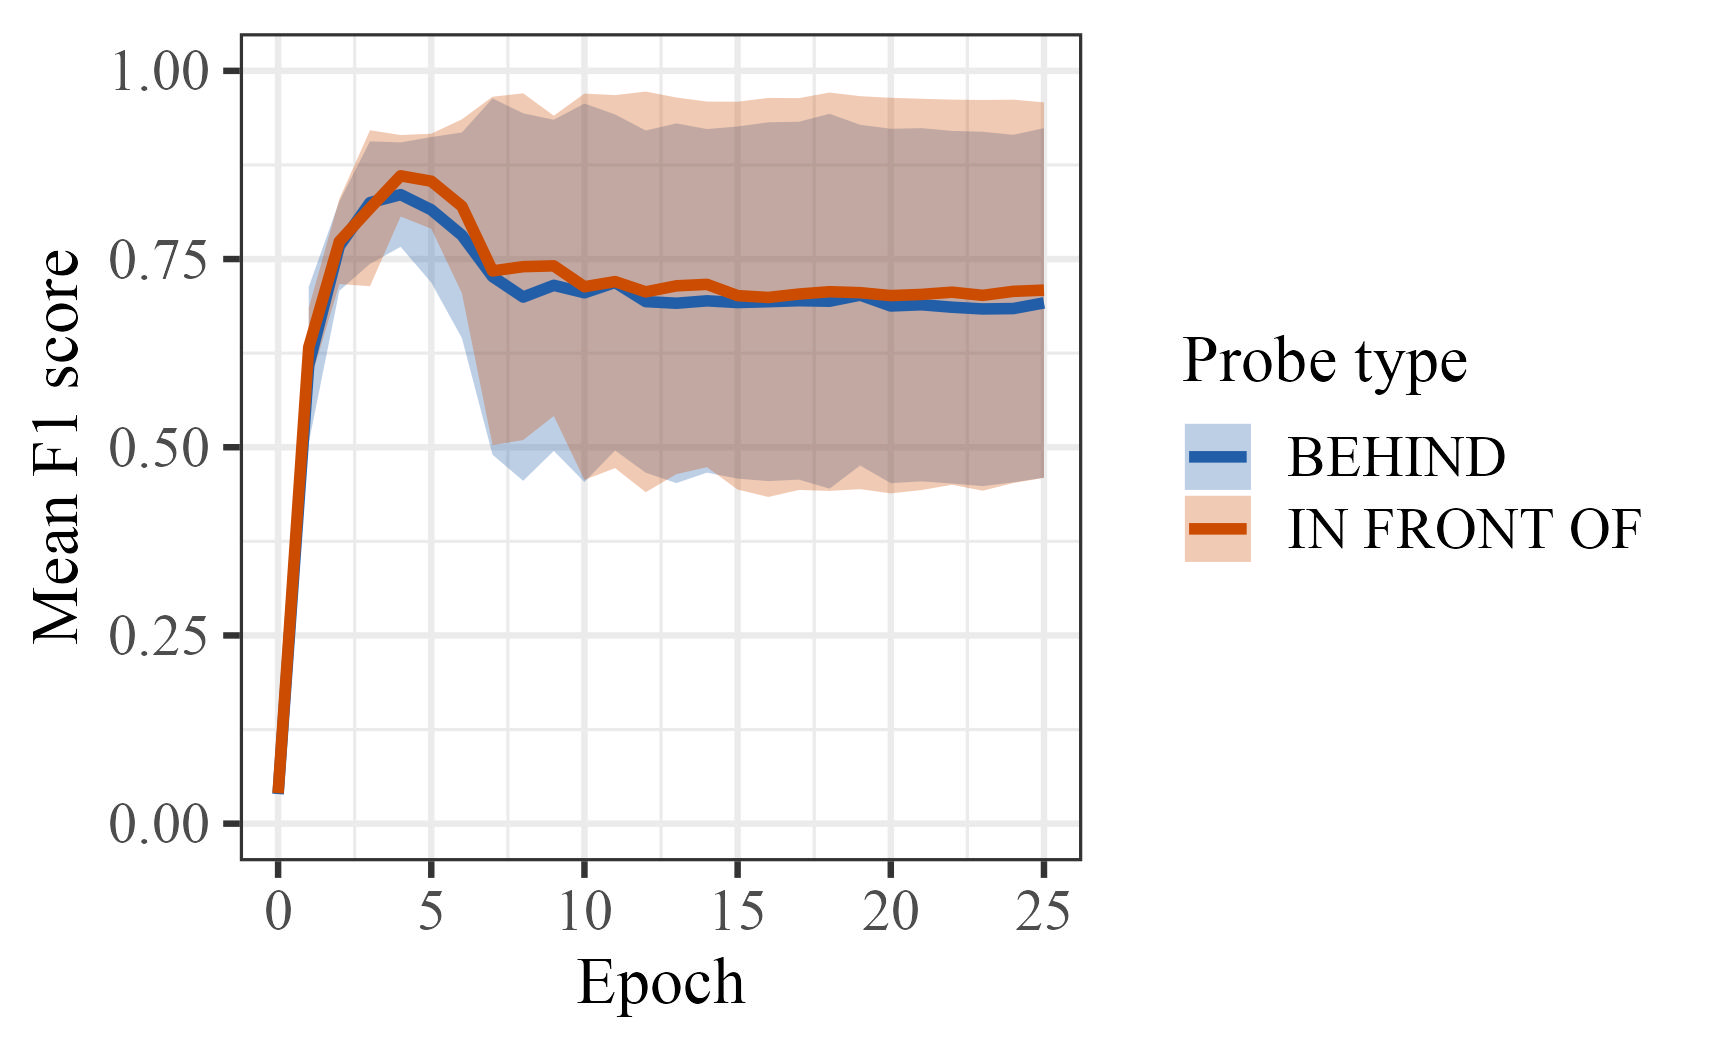 1.00
0.75
0.50
0.25
0.00
Mean F1 score
0 5 10 15 20 25
Epoch
Probe type
BEHIND
IN FRONT OF